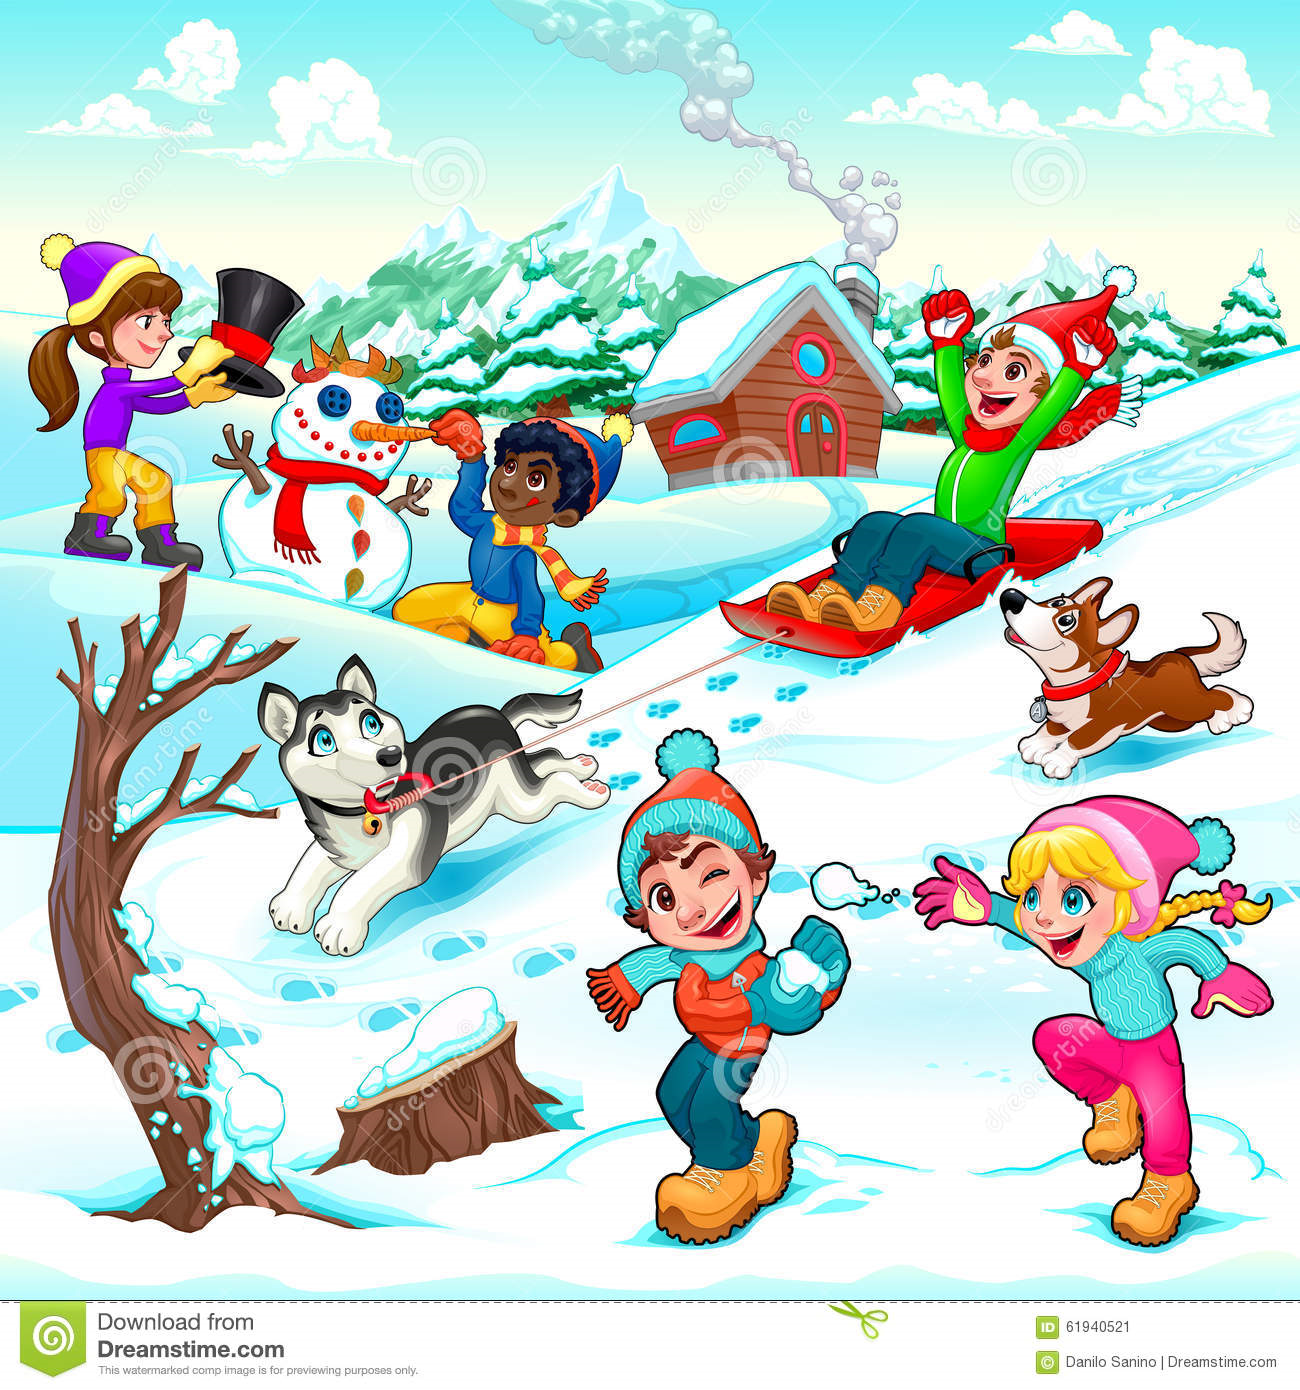 Download from
Dreamstime.com
This watermarked comp image is for previewing purposes only.
ID 61940521
© Danilo Sanino | Dreamstime.com
dreamstime